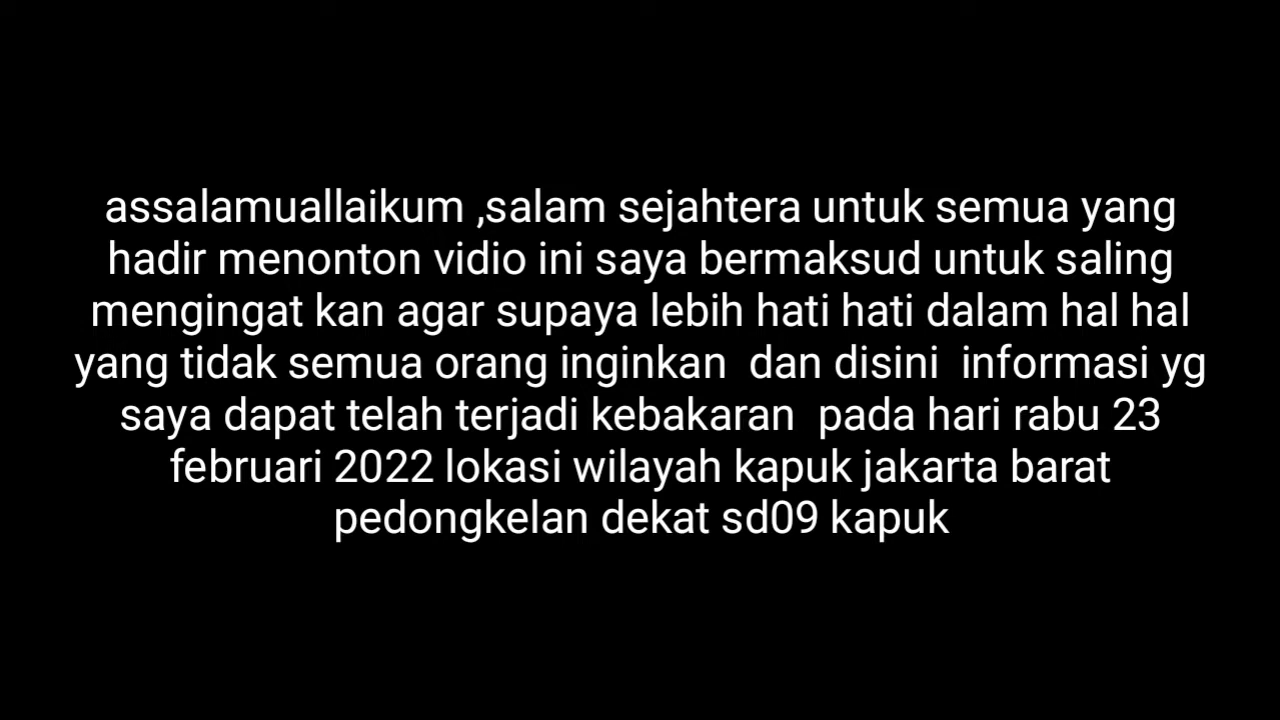 assalamuallaikum ,salam sejahtera untuk semua yang
hadir menonton vidio ini saya bermaksud untuk saling
mengingat kan agar supaya lebih hati hati dalam hal hal
yang tidak semua orang inginkan  dan disini  informasi yg
saya dapat telah terjadi kebakaran  pada hari rabu 23
februari 2022 lokasi wilayah kapuk jakarta barat
pedongkelan dekat sd09 kapuk